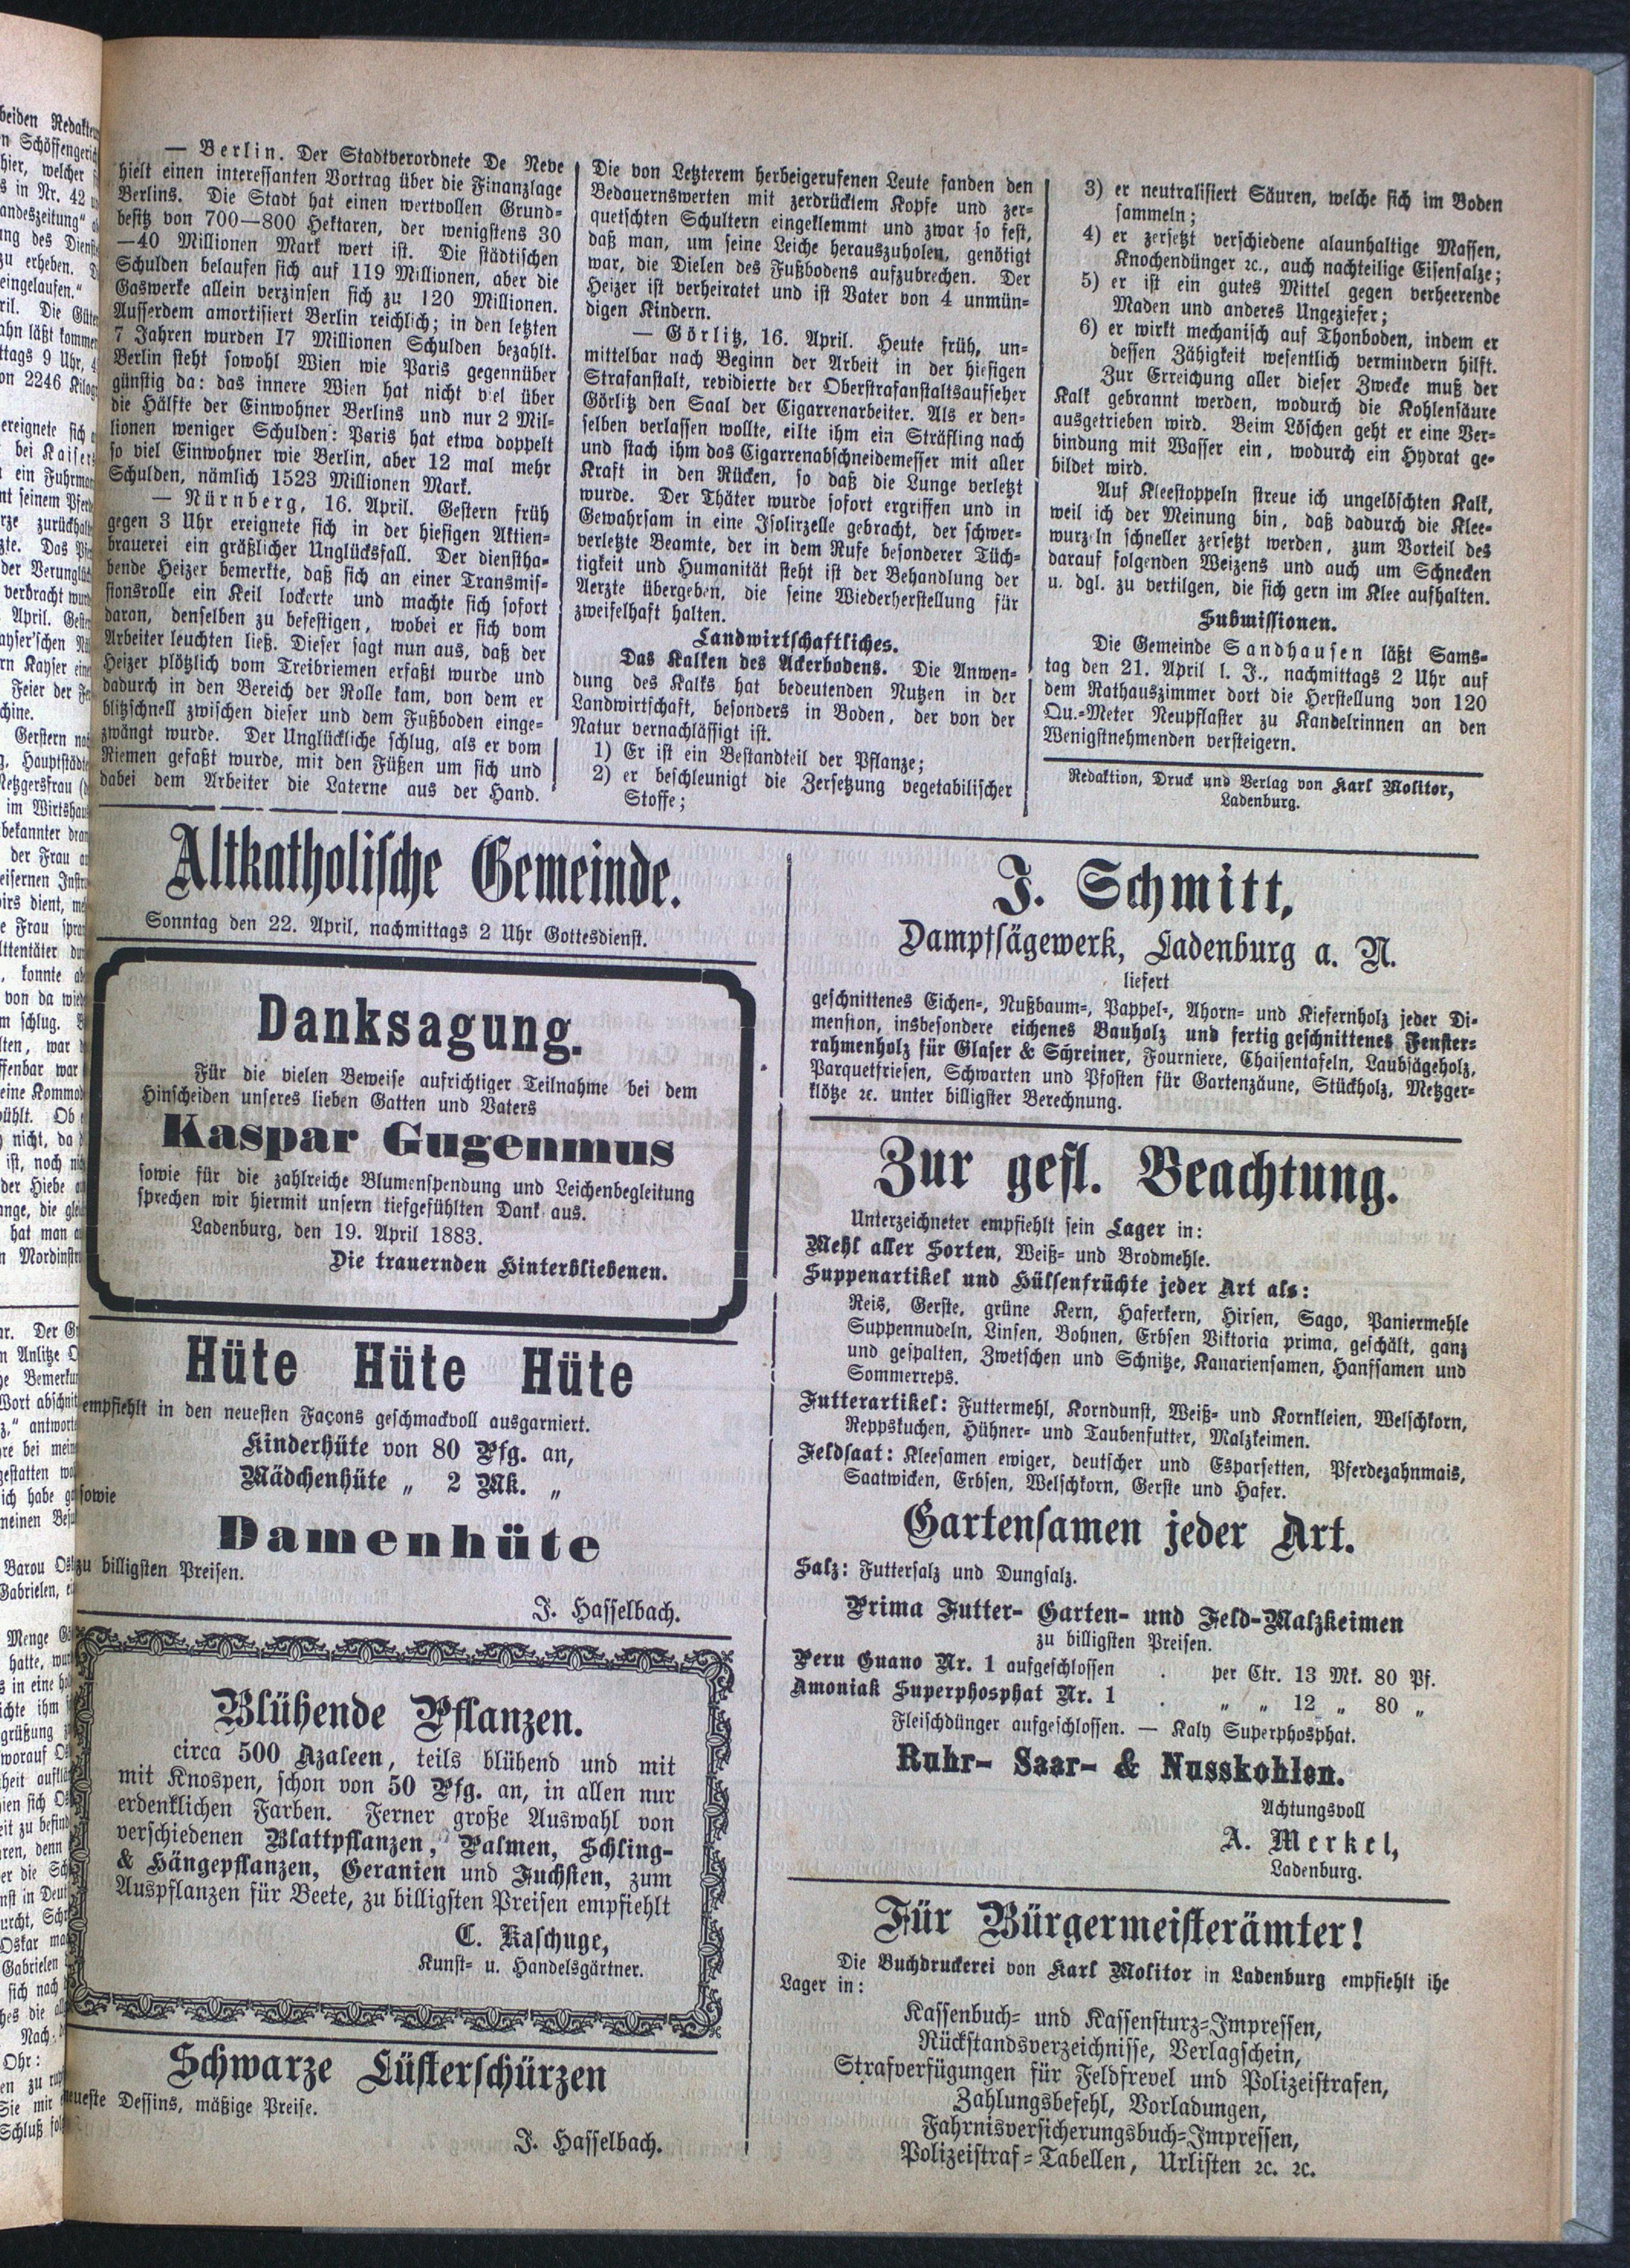 — Berlin. Der Stadtverordnete De Neve
hielt einen interessanten Vortrag über die Finanzlage
Berlins. Die Stadt hat einen wertvollen Grund-
besitz von 700—800 Hektaren, der wenigstens 30
—40 Millionen Mark wert ist. Die städtischen
Schulden belaufen sich auf 119 Millionen, aber die
Gaswerke allein verzinsen sich zu 120 Millionen.
Ausserdem amortisiert Berlin reichlich; in den letzten
7 Jahren wurden 17 Millionen Schulden bezahlt.
Berlin steht sowohl Wien wie Paris gegennüber
günstig da: das innere Wien hat nicht viel über
die Hälfte der Einwohner Berlins und nur 2 Mil-
lionen weniger Schulden: Paris hat etwa doppelt
so viel Einwohner wie Berlin, aber 12 mal mehr
Schulden, nämlich 1523 Millionen Mark.
— Nürnberg, 16. April. Gestern früh
gegen 3 Uhr ereignete sich in der hiesigen Aktien-
brauerei ein gräßlicher Unglücksfall. Der diensthа-
bende Heizer bemerkte, daß sich an einer Transmis-
sionsrolle ein Keil lockerte und machte sich sofort
daran, denselben zu befestigen, wobei er sich vom
Arbeiter leuchten ließ. Dieser sagt nun aus, daß der
Heizer plötzlich vom Treibriemen erfaßt wurde und
dadurch in den Bereich der Rolle kam, von dem er
blitzschnell zwischen dieser und dem Fußboden einge-
zwängt wurde. Der Unglückliche schlug, als er vom
Riemen gefaßt wurde, mit den Füßen um sich und
dabei dem Arbeiter die Laterne aus der Hand.
Die von Letzterem herbeigerufenen Leute fanden den
Bedauernswerten mit zerdrücktem Kopfe und zer-
quetschten Schultern eingeklemmt und zwar so fest,
daß man, um seine Leiche herauszuholen, genötigt
war, die Dielen des Fußbodens aufzubrechen. Der
Heizer ist verheiratet und ist Vater von 4 unmün-
digen Kindern.
— Görlitz, 16. April. Heute früh, un-
mittelbar nach Beginn der Arbeit in der hiesigen
Strafanstalt, revidierte der Oberstrafanstaltsaufseher
Görlitz den Saal der Cigarrenarbeiter. Als er den-
selben verlassen wollte, eilte ihm ein Sträfling nach
und stach ihm das Cigarrenabschneidemesser mit aller
Kraft in den Rücken, so daß die Lunge verletzt
wurde. Der Thäter wurde sofort ergriffen und in
Gewahrsam in eine Isolirzelle gebracht, der schwer-
verletzte Beamte, der in dem Rufe besonderer Tüch-
tigkeit und Humanität steht ist der Behandlung der
Aerzte übergeben, die seine Wiederherstellung für
zweifelhaft halten.
Landwirtschaftliches.
Das Kalken des Ackerbodens. Die Anwen-
dung des Kalks hat bedeutenden Nutzen in der
Landwirtschaft, besonders in Boden, der von der
Natur vernachlässigt ist.
1) Er ist ein Bestandteil der Pflanze;
2) er beschleunigt die Zersetzung vegetabilischer
Stoffe;
3) er neutralisiert Säuren, welche sich im Boden
sammeln;
4) er zersetzt verschiedene alaunhaltige Massen,
Knochendünger ꝛc., auch nachteilige Eisensalze;
5) er ist ein gutes Mittel gegen verheerende
Maden und anderes Ungeziefer;
6) er wirkt mechanisch auf Thonboden, indem er
dessen Zähigkeit wesentlich vermindern hilft.
Zur Erreichung aller dieser Zwecke muß der
Kalk gebrannt werden, wodurch die Kohlensäure
ausgetrieben wird. Beim Löschen geht er eine Ver-
bindung mit Wasser ein, wodurch ein Hydrat ge-
bildet wird.
Auf Kleestoppeln streue ich ungelöschten Kalk,
weil ich der Meinung bin, daß dadurch die Klee-
wurzeln schneller zersetzt werden, zum Vorteil des
darauf folgenden Weizens und auch um Schnecken
u. dgl. zu vertilgen, die sich gern im Klee aufhalten.
Submissionen.
Die Gemeinde Sandhausen läßt Sams-
tag den 21. April l. J., nachmittags 2 Uhr auf
dem Rathauszimmer dort die Herstellung von 120
Qu.-Meter Neupflaster zu Kandelrinnen an den
Wenigstnehmenden versteigern.
Redaktion, Druck und Verlag von Karl Molitor,
Ladenburg.
Altkatholische Gemeinde.
Sonntag den 22. April, nachmittags 2 Uhr Gottesdienst.
Danksagung.
Für die vielen Beweise aufrichtiger Teilnahme bei dem
Hinscheiden unseres lieben Gatten und Vaters
Kaspar Gugenmus
sowie für die zahlreiche Blumenspendung und Leichenbegleitung
sprechen wir hiermit unsern tiefgefühlten Dank aus.
Ladenburg, den 19. April 1883.
Die trauernden Hinterbliebenen.
Hüte Hüte Hüte
empfiehlt in den neuesten Façons geschmackvoll ausgarniert.
Kinderhüte von 80 Pfg. an,
Mädchenhüte „ 2 Mk. „
sowie
Damenhüte
zu billigsten Preisen.
J. Hasselbach.
Blühende Pflanzen.
circa 500 Azaleen, teils blühend und mit
mit Knospen, schon von 50 Pfg. an, in allen nur
erdenklichen Farben. Ferner große Auswahl von
verschiedenen Blattpflanzen, Palmen, Schling-
& Hängepflanzen, Geranien und Fuchsien, zum
Auspflanzen für Beete, zu billigsten Preisen empfiehlt
C. Kaschuge,
Kunst- u. Handelsgärtner.
Schwarze Lüsterschürzen
neueste Dessins, mäßige Preise.
J. Hasselbach.
J. Schmitt,
Dampfsägewerk, Ladenburg a. N.
liefert
geschnittenes Eichen-, Nußbaum-, Pappel-, Ahorn- und Kiefernholz jeder Di-
mension, insbesondere eichenes Bauholz und fertig geschnittenes Fenster-
rahmenholz für Glaser & Schreiner, Fourniere, Chaisentafeln, Laubsägeholz,
Parquetfriesen, Schwarten und Pfosten für Gartenzäune, Stückholz, Metzger-
klötze ꝛc. unter billigster Berechnung.
Zur gefl. Beachtung.
Unterzeichneter empfiehlt sein Lager in:
Mehl aller Sorten, Weiß- und Brodmehle.
Suppenartikel und Hülsenfrüchte jeder Art als:
Reis, Gerste, grüne Kern, Haferkern, Hirsen, Sago, Paniermehle
Suppennudeln, Linsen, Bohnen, Erbsen Viktoria prima, geschält, ganz
und gespalten, Zwetschen und Schnitze, Kanariensamen, Hanfsamen und
Sommerreps.
Futterartikel: Futtermehl, Korndunst, Weiß- und Kornkleien, Welschkorn,
Reppskuchen, Hühner- und Taubenfutter, Malzkeimen.
Feldsaat: Kleesamen ewiger, deutscher und Esparsetten, Pferdezahnmais,
Saatwicken, Erbsen, Welschkorn, Gerste und Hafer.
Gartensamen jeder Art.
Salz: Futtersalz und Dungsalz.
Prima Futter- Garten- und Feld-Malzkeimen
zu billigsten Preisen.
Peru Guano Nr. 1 aufgeschlossen . per Ctr. 13 Mk. 80 Pf.
Amoniak Superphosphat Nr. 1 . „ „ 12 „ 80 „
Fleischdünger aufgeschlossen. — Kaly Superphosphat.
Ruhr- Saar- & Nusskohlen.
Achtungsvoll
A. Merkel,
Ladenburg.
Für Bürgermeisterämter!
Die Buchdruckerei von Karl Molitor in Ladenburg empfiehlt ihr
Lager in:
Kassenbuch- und Kassensturz-Impressen,
Rückstandsverzeichnisse, Verlagschein,
Strafverfügungen für Feldfrevel und Polizeistrafen,
Zahlungsbefehl, Vorladungen,
Fahrnisversicherungsbuch-Impressen,
Polizeistraf-Tabellen, Urlisten ꝛc. ꝛc.